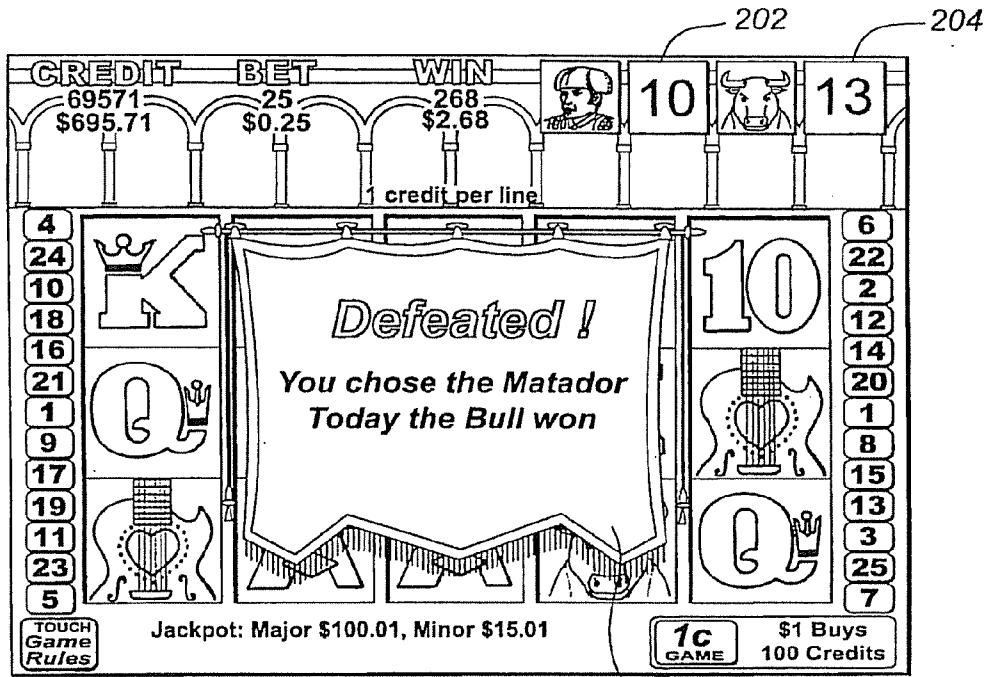 202
204
CREDIT BET WIN
69571 25 268 10 13
$695.71 $0.25 $2.68
1 credit per line
4 6
24 K 10 22
10 2
18 12
16 Defeated ! 14
21 You chose the Matador 20
1 Q Today the Bull won 1
9 8
17 15
19 13
11 Q 3
23 A A 25
5 7
TOUCH
Game
Rules
Jackpot: Major $100.01, Minor $15.01
1c
GAME
$1 Buys
100 Credits